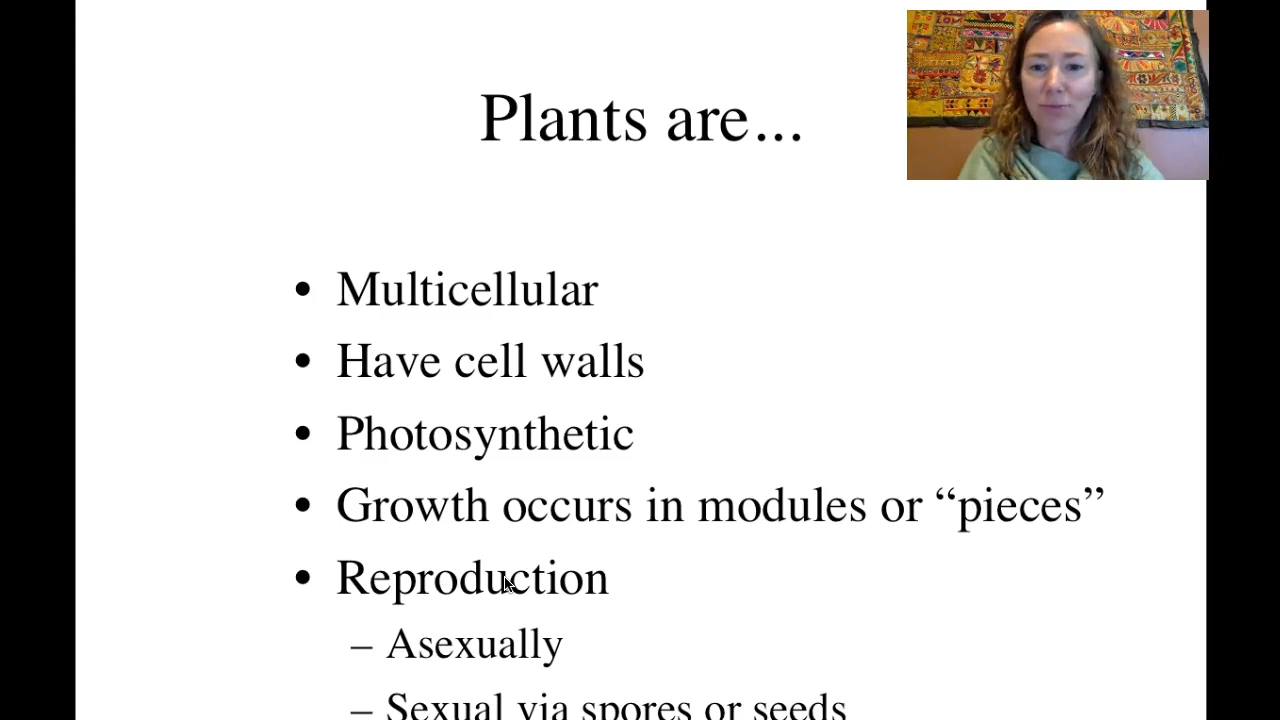 Plants are...
• Multicellular
• Have cell walls
• Photosynthetic
• Growth occurs in modules or “pieces”
• Reproduction
– Asexually
– Sexual via spores or seeds